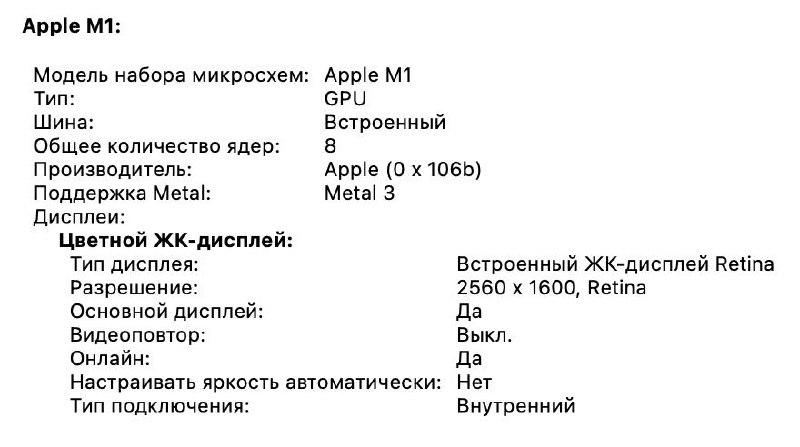 Apple M1:
Модель набора микросхем: Apple M1
Тип: GPU
Шина: Встроенный
Общее количество ядер: 8
Производитель: Apple (0 x 106b)
Поддержка Metal: Metal 3
Дисплеи:
Цветной ЖК-дисплей:
Тип дисплея: Встроенный ЖК-дисплей Retina
Разрешение: 2560 x 1600, Retina
Основной дисплей: Да
Видеоповтор: Выкл.
Онлайн: Да
Настраивать яркость автоматически: Нет
Тип подключения: Внутренний